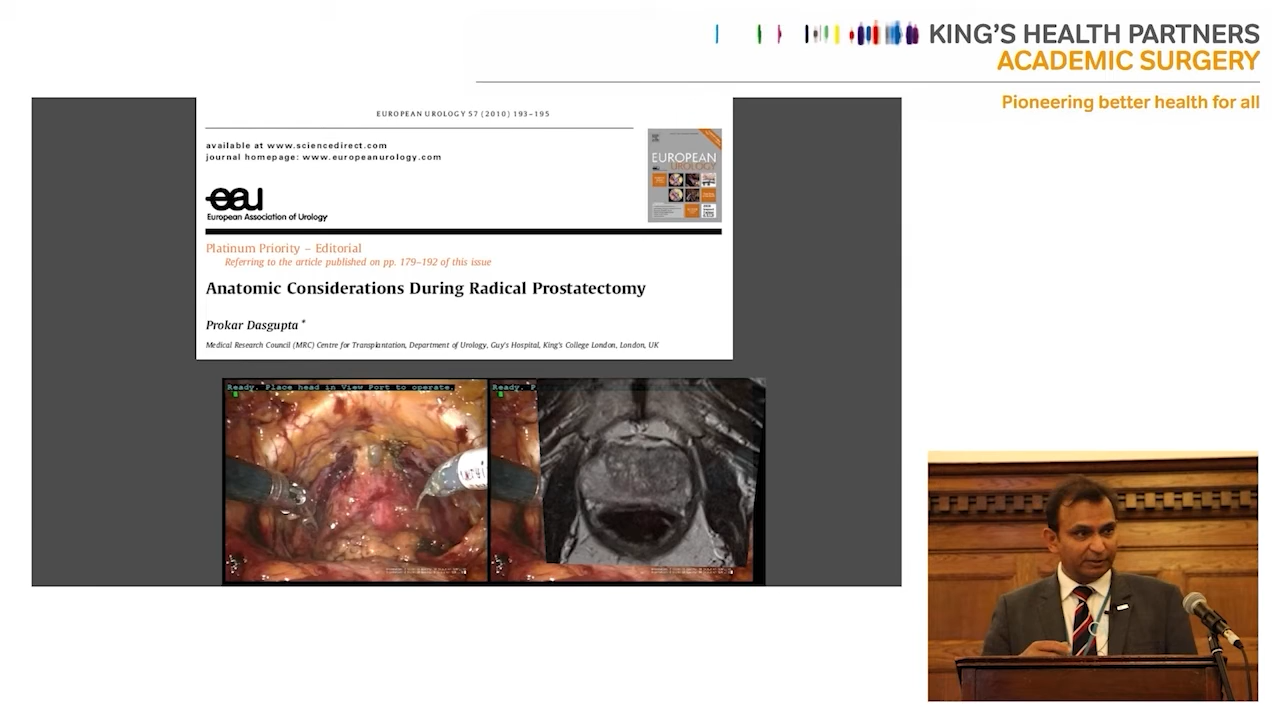 KING'S HEALTH PARTNERS
ACADEMIC SURGERY
Pioneering better health for all
EUROPEAN UROLOGY 57 (2010) 193–195
available at www.sciencedirect.com
journal homepage: www.europeanurology.com
EUROPEAN
UROLOGY
eau
European Association of Urology
Platinum Priority – Editorial
Referring to the article published on pp. 179–192 of this issue
Anatomic Considerations During Radical Prostatectomy
Prokar Dasgupta *
Medical Research Council (MRC) Centre for Transplantation, Department of Urology, Guy's Hospital, King's College London, London, UK
Ready. Place head in View Port to operate.
Ready. P